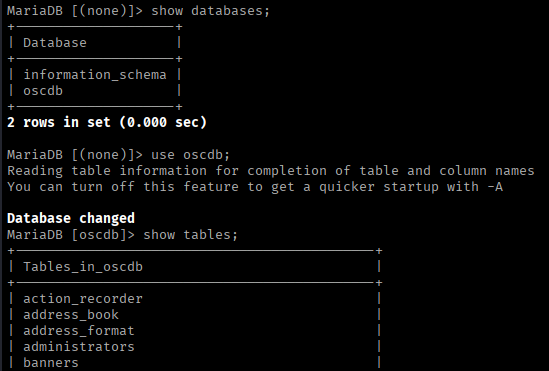 MariaDB [(none)]> show databases;
+--------------------+
| Database           |
+--------------------+
| information_schema |
| oscdb              |
+--------------------+
2 rows in set (0.000 sec)
MariaDB [(none)]> use oscdb;
Reading table information for completion of table and column names
You can turn off this feature to get a quicker startup with -A
Database changed
MariaDB [oscdb]> show tables;
+---------------------------------------------+
| Tables_in_oscdb                             |
+---------------------------------------------+
| action_recorder                             |
| address_book                                |
| address_format                              |
| administrators                              |
| banners                                     |